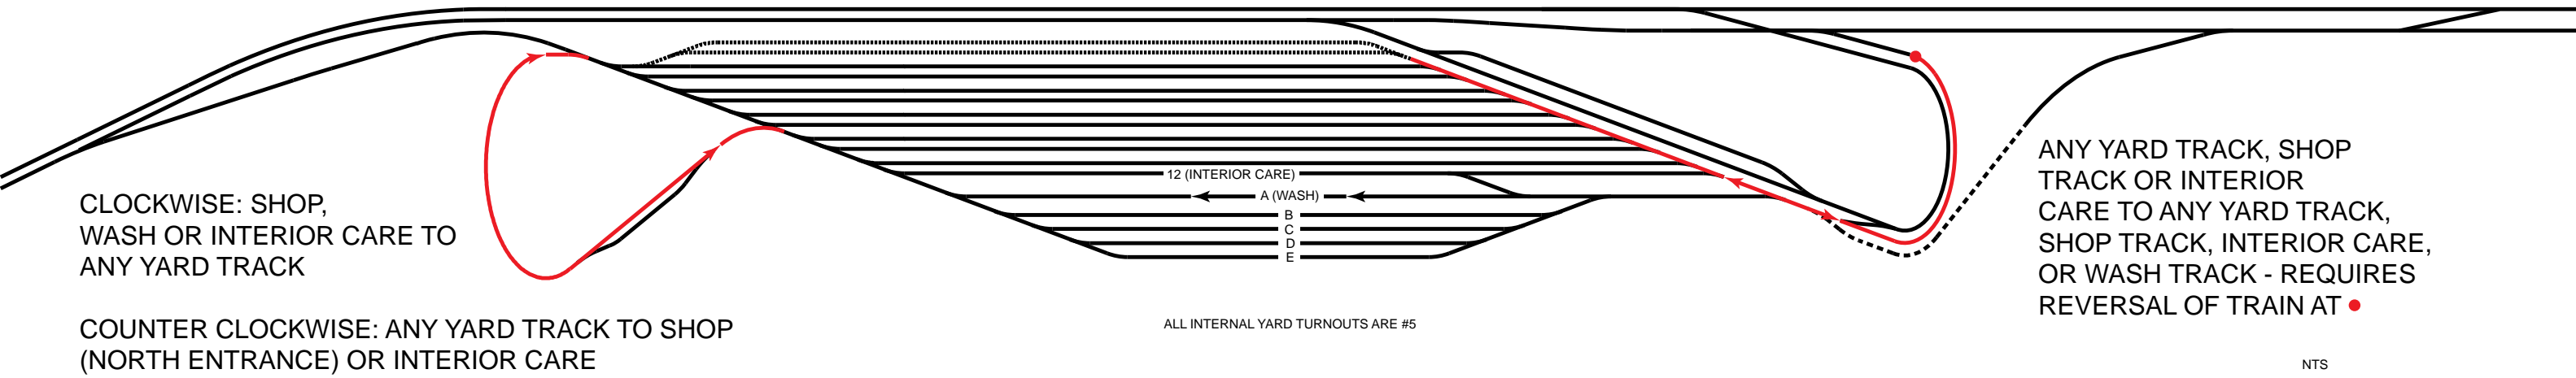 CLOCKWISE: SHOP,
WASH OR INTERIOR CARE TO
ANY YARD TRACK
COUNTER CLOCKWISE: ANY YARD TRACK TO SHOP
(NORTH ENTRANCE) OR INTERIOR CARE
12 (INTERIOR CARE)
A (WASH)
B
C
D
E
ALL INTERNAL YARD TURNOUTS ARE #5
ANY YARD TRACK, SHOP
TRACK OR INTERIOR
CARE TO ANY YARD TRACK,
SHOP TRACK, INTERIOR CARE,
OR WASH TRACK - REQUIRES
REVERSAL OF TRAIN AT
NTS